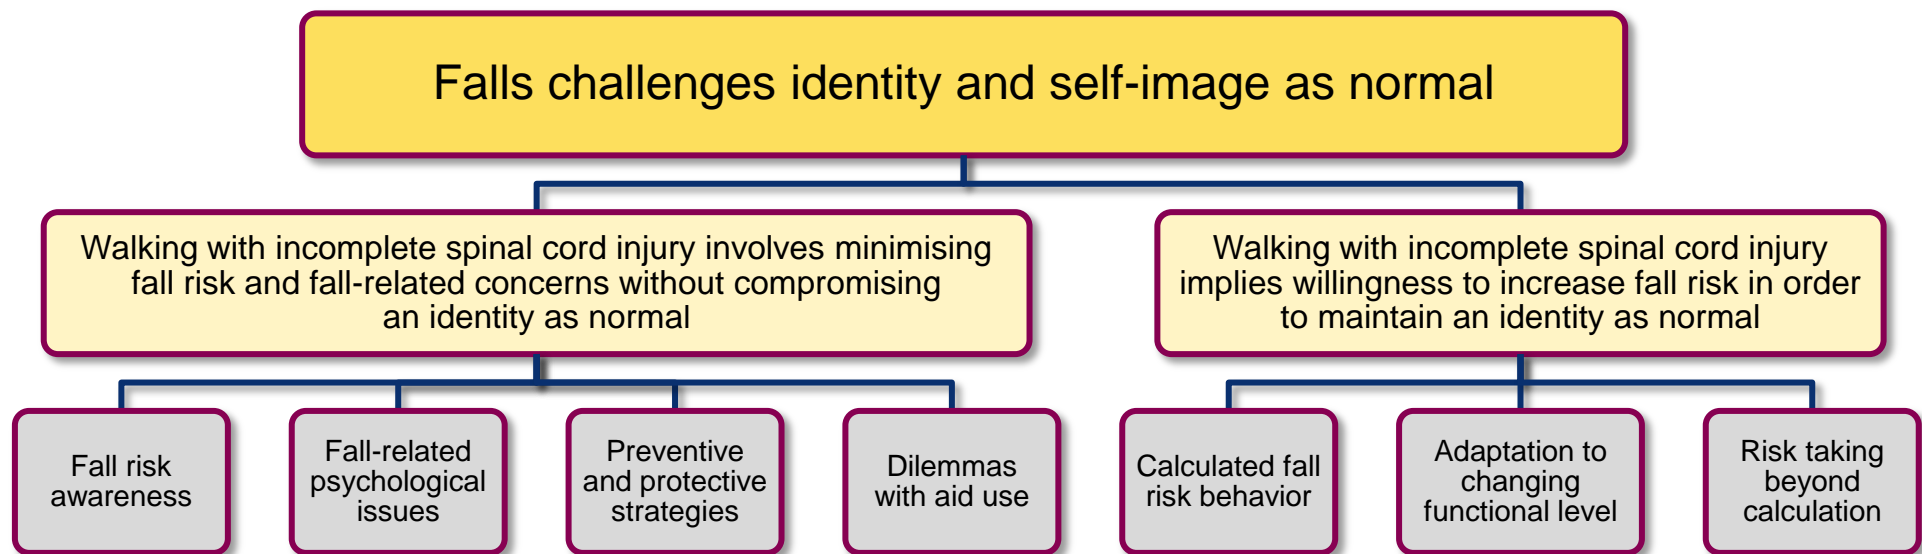 Falls challenges identity and self-image as normal
Walking with incomplete spinal cord injury involves minimising
fall risk and fall-related concerns without compromising
an identity as normal
Walking with incomplete spinal cord injury
implies willingness to increase fall risk in order
to maintain an identity as normal
Fall risk
awareness
Fall-related
psychological
issues
Preventive
and protective
strategies
Dilemmas
with aid use
Calculated fall
risk behavior
Adaptation to
changing
functional level
Risk taking
beyond
calculation